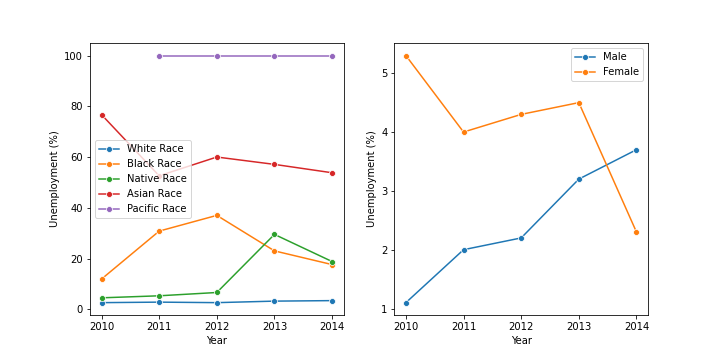 100
80
60
40
20
0
Unemployment (%)
White Race
Black Race
Native Race
Asian Race
Pacific Race
2010 2011 2012 2013 2014
Year
5
4
3
2
1
Unemployment (%)
Male
Female
2010 2011 2012 2013 2014
Year